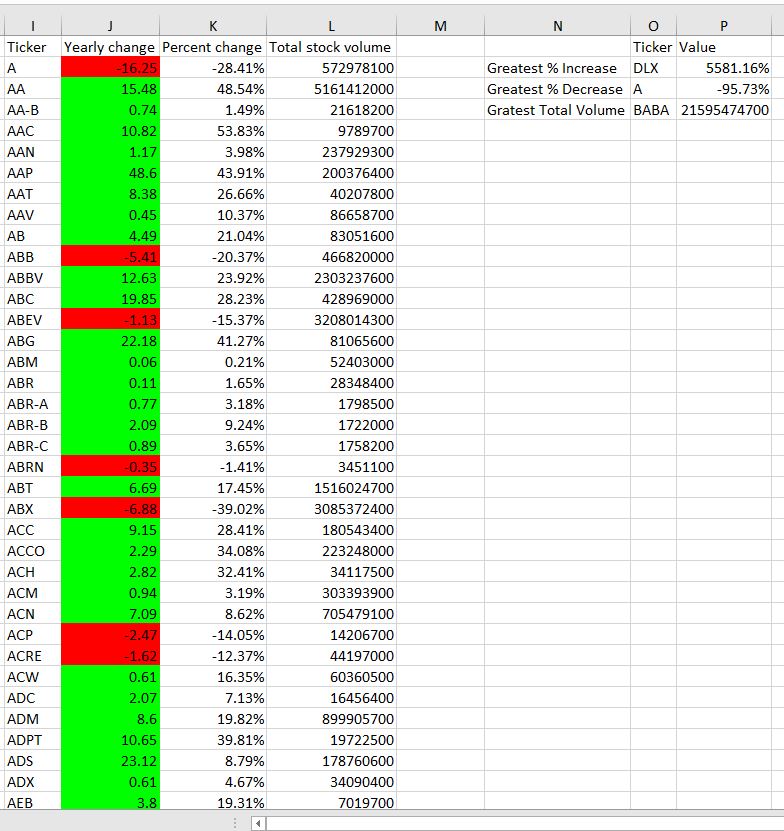 I J K L M N O P
Ticker Yearly change Percent change Total stock volume Ticker Value
A -16.25 -28.41% 572978100 Greatest % Increase DLX 5581.16%
AA 15.48 48.54% 5161412000 Greatest % Decrease A -95.73%
AA-B 0.74 1.49% 21618200 Gratest Total Volume BABA 21595474700
AAC 10.82 53.83% 9789700
AAN 1.17 3.98% 237929300
AAP 48.6 43.91% 200376400
AAT 8.38 26.66% 40207800
AAV 0.45 10.37% 86658700
AB 4.49 21.04% 83051600
ABB -5.41 -20.37% 466820000
ABBV 12.63 23.92% 2303237600
ABC 19.85 28.23% 428969000
ABEV -1.13 -15.37% 3208014300
ABG 22.18 41.27% 81065600
ABM 0.06 0.21% 52403000
ABR 0.11 1.65% 28348400
ABR-A 0.77 3.18% 1798500
ABR-B 2.09 9.24% 1722000
ABR-C 0.89 3.65% 1758200
ABRN -0.35 -1.41% 3451100
ABT 6.69 17.45% 1516024700
ABX -6.88 -39.02% 3085372400
ACC 9.15 28.41% 180543400
ACCO 2.29 34.08% 223248000
ACH 2.82 32.41% 34117500
ACM 0.94 3.19% 303393900
ACN 7.09 8.62% 705479100
ACP -2.47 -14.05% 14206700
ACRE -1.62 -12.37% 44197000
ACW 0.61 16.35% 60360500
ADC 2.07 7.13% 16456400
ADM 8.6 19.82% 899905700
ADPT 10.65 39.81% 19722500
ADS 23.12 8.79% 178760600
ADX 0.61 4.67% 34090400
AEB 3.8 19.31% 7019700